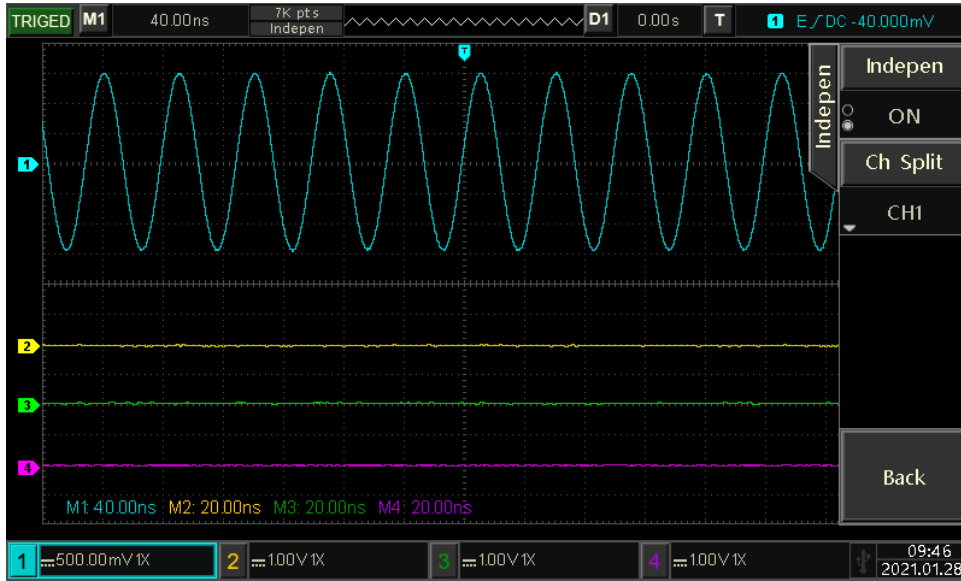 TRIGED M1 40.00ns 7K pts D1 0.00s T 1 E DC -40.000mV
Indepen
T
Indepen
Indepen
ON
1
Ch Split
CH1
2
3
4
Back
M1: 40.00ns M2: 20.00ns M3: 20.00ns M4: 20.00ns
1 500.00mV 1X 2 1.00V 1X 3 1.00V 1X 4 1.00V 1X 09:46
2021.01.28